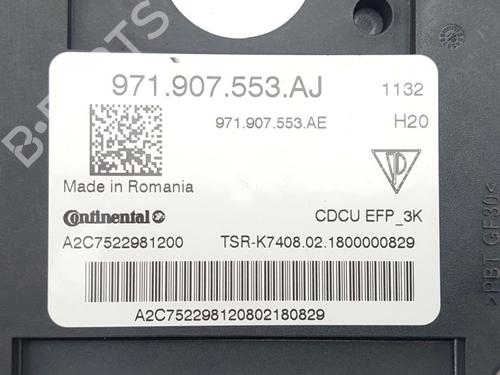 971.907.553.AJ 1132
971.907.553.AE H20
Made in Romania
Continental CDCU EFP_3K
A2C7522981200 TSR-K7408.02.1800000829
A2C752298120802180829
>PBT GF30<
B-PARTS